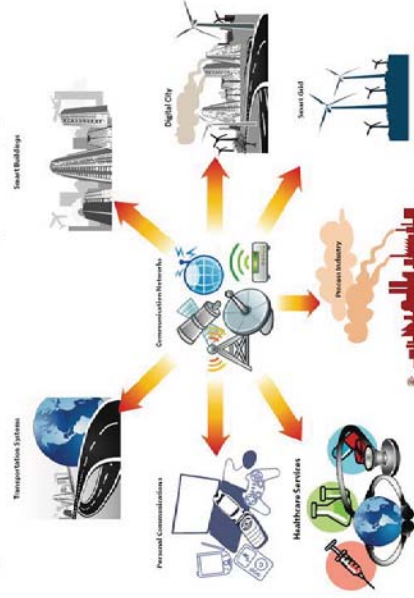 Transportation Systems
Smart Buildings
Communication Networks
Digital City
Personal Communications
Healthcare Services
Process Industry
Smart Grid